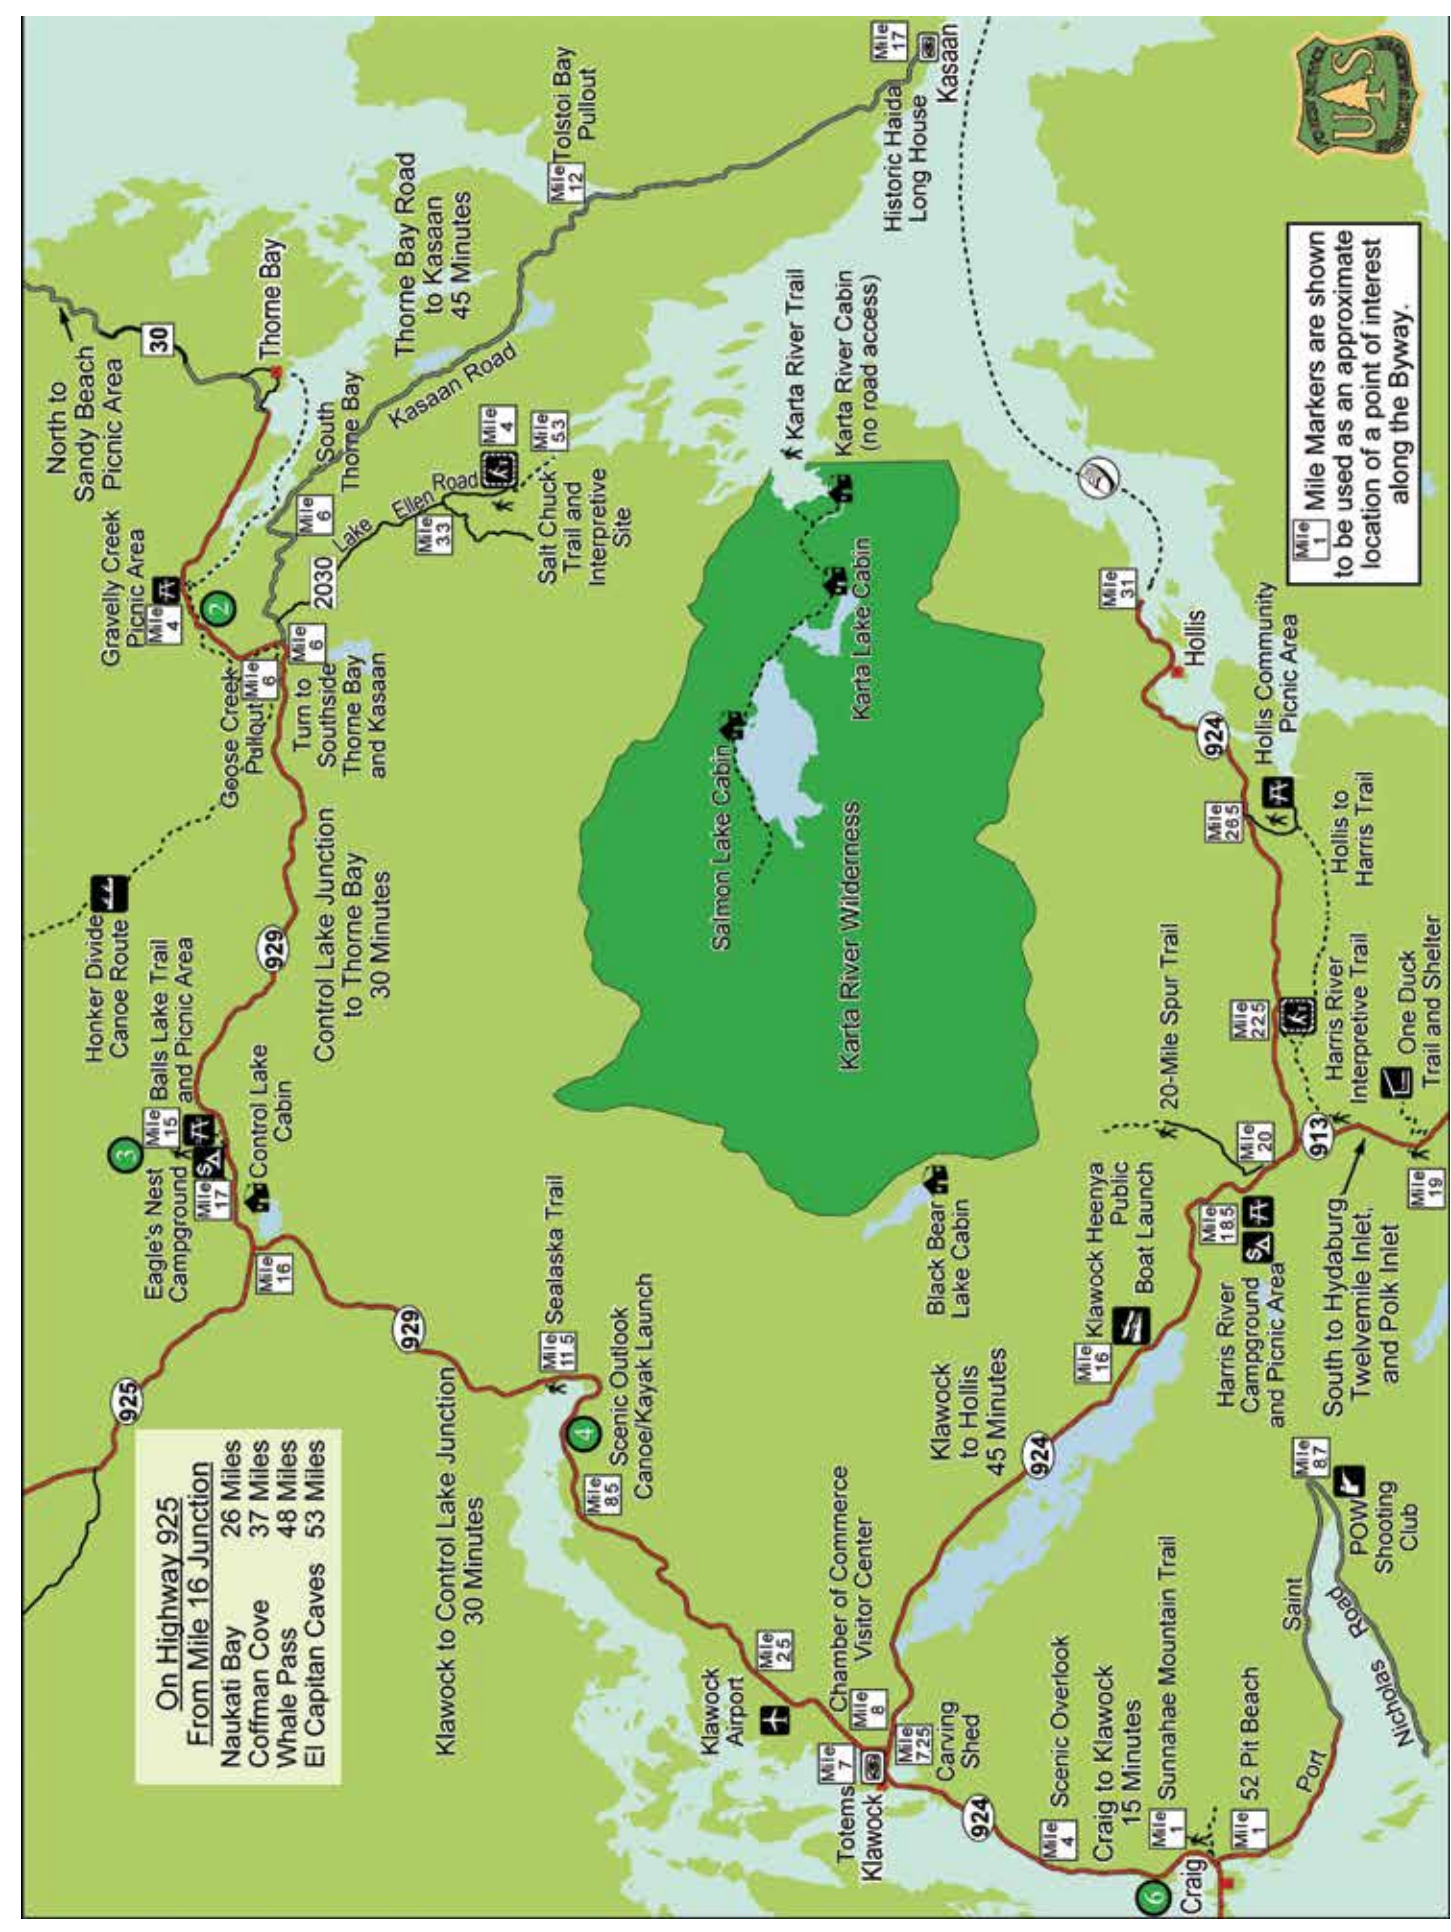 On Highway 925
From Mile 16 Junction
Naukati Bay 26 Miles
Coffman Cove 37 Miles
Whale Pass 48 Miles
El Capitan Caves 53 Miles
925
Mile
16
Eagle's Nest
Campground
Mile
17
3
Mile
15
Balls Lake Trail
and Picnic Area
Control Lake
Cabin
Honker Divide
Canoe Route
929
Control Lake Junction
to Thorne Bay
30 Minutes
Goose Creek
Pullout
Mile
6
Turn to
Southside
Thorne Bay
and Kasaan
Mile
6
Gravelly Creek
Picnic Area
Mile
4
2
North to
Sandy Beach
Picnic Area
30
Thorne Bay
South
Thorne Bay
Mile
6
2030
Lake Ellen Road
Mile
3.3
Mile
4
Mile
5.3
Salt Chuck
Trail and
Interpretive
Site
Kasaan Road
Thorne Bay Road
to Kasaan
45 Minutes
Mile
12
Tolstoi Bay
Pullout
Mile
17
Historic Haida
Long House
Kasaan
929
Klawock to Control Lake Junction
30 Minutes
Mile
11.5
Sealaska Trail
4
Scenic Outlook
Canoe/Kayak Launch
Mile
8.5
Mile
2.5
Klawock
Airport
Chamber of Commerce
Visitor Center
Mile
8
Mile
7
Totems
Klawock
Mile
7.25
Carving
Shed
924
Salmon Lake Cabin
Karta River Wilderness
Karta Lake Cabin
Karta River Trail
Karta River Cabin
(no road access)
Black Bear
Lake Cabin
Klawock
to Hollis
45 Minutes
924
Mile
16
Klawock Heenya
Public
Boat Launch
Mile
18.5
Harris River
Campground
and Picnic Area
Mile
20
20-Mile Spur Trail
913
South to Hydaburg,
Twelvemile Inlet,
and Polk Inlet
Mile
19
One Duck
Trail and Shelter
Harris River
Interpretive Trail
Mile
22.5
Hollis to
Harris Trail
Mile
26.5
Hollis Community
Picnic Area
924
Hollis
Mile
31
Mile
4
Scenic Overlook
Craig to Klawock
15 Minutes
Mile
1
Sunnahae Mountain Trail
6
Craig
Mile
1
52 Pit Beach
Port
Saint
Nicholas
Road
Mile
8.7
POW
Shooting
Club
Mile
1
Mile Markers are shown
to be used as an approximate
location of a point of interest
along the Byway.
FOREST SERVICE
U S
DEPARTMENT OF AGRICULTURE